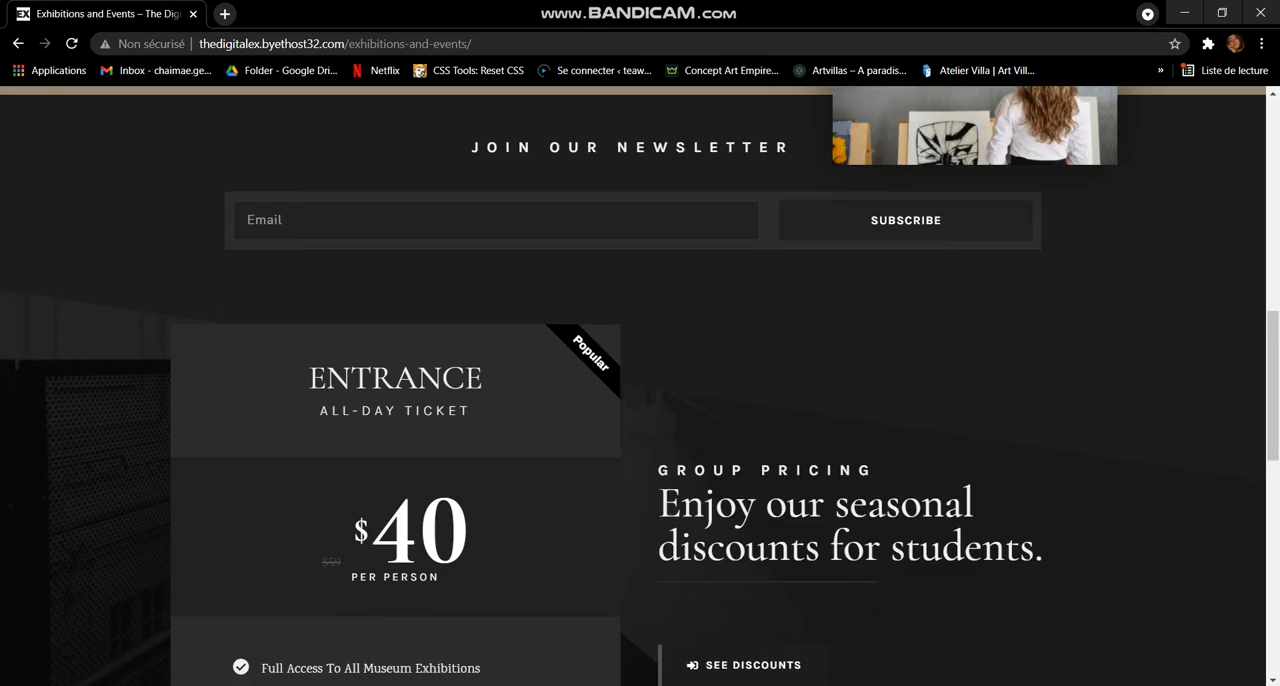 www.BANDICAM.com
EX Exhibitions and Events – The Dig
Non sécurisé | thedigitalex.byethost32.com/exhibitions-and-events/
Applications Inbox - chaimae.ge... Folder - Google Dri... Netflix CSS Tools: Reset CSS Se connecter ‹ teaw... Concept Art Empire... Artvillas – A paradis... Atelier Villa | Art Vill... » Liste de lecture
JOIN OUR NEWSLETTER
Email
SUBSCRIBE
Popular
ENTRANCE
ALL-DAY TICKET
$40
$59
PER PERSON
Full Access To All Museum Exhibitions
GROUP PRICING
Enjoy our seasonal
discounts for students.
SEE DISCOUNTS